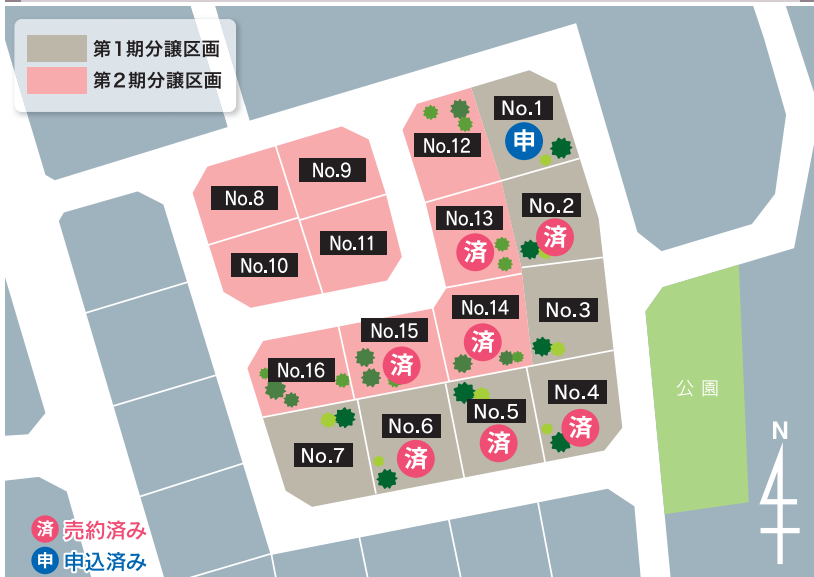 第1期分譲区画
第2期分譲区画
No.1
申
No.12
No.9
No.8
No.2
済
No.13
済
No.11
No.10
No.3
No.14
済
No.15
済
No.16
公園
No.4
済
No.5
済
No.6
済
No.7
N
済 売約済み
申 申込済み